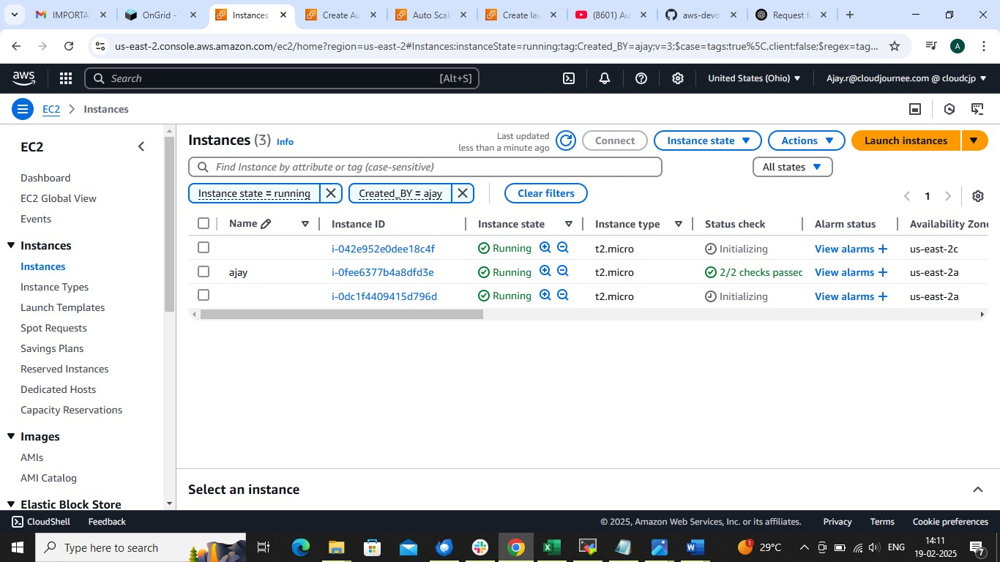 IMPORTA
OnGrid -
Instances
Create Au
Auto Scali
Create lau
(8601) Au
aws-devo
Request f
us-east-2.console.aws.amazon.com/ec2/home?region=us-east-2#Instances:instanceState=running;tag:Created_BY=ajay;v=3;$case=tags:true%5C,client:false;$regex=tag...
A
aws
Search
[Alt+S]
United States (Ohio)
Ajay.r@cloudjournee.com @ cloudcjp
EC2
Instances
EC2
Dashboard
EC2 Global View
Events
Instances
Instances
Instance Types
Launch Templates
Spot Requests
Savings Plans
Reserved Instances
Dedicated Hosts
Capacity Reservations
Images
AMIs
AMI Catalog
Elastic Block Store
Instances (3) Info
Last updated
less than a minute ago
Connect
Instance state
Actions
Launch instances
Find Instance by attribute or tag (case-sensitive)
All states
Instance state = running
Created_BY = ajay
Clear filters
1
Name Instance ID Instance state Instance type Status check Alarm status Availability Zone
i-042e952e0dee18c4f Running t2.micro Initializing View alarms + us-east-2c
ajay i-0fee6377b4a8dfd3e Running t2.micro 2/2 checks passec View alarms + us-east-2a
i-0dc1f4409415d796d Running t2.micro Initializing View alarms + us-east-2a
Select an instance
CloudShell
Feedback
© 2025, Amazon Web Services, Inc. or its affiliates.
Privacy
Terms
Cookie preferences
Type here to search
1
29°C
ENG
14:11
19-02-2025
7